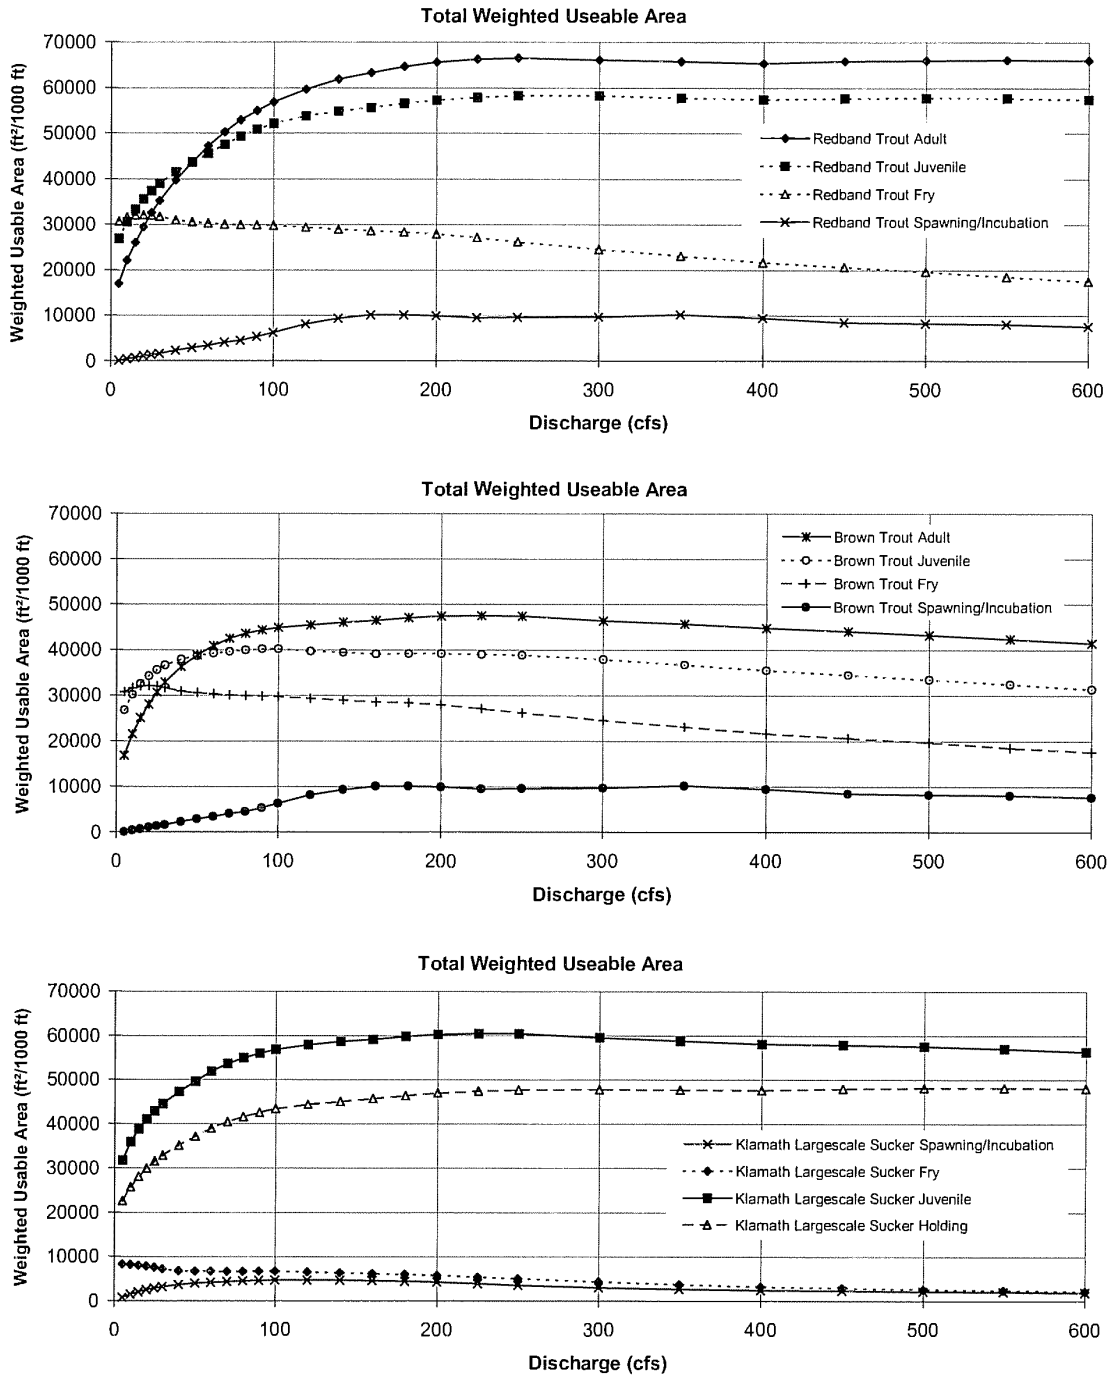 Total Weighted Useable Area
Weighted Usable Area (ft²/1000 ft)
70000
60000
50000
40000
30000
20000
10000
0
Redband Trout Adult
Redband Trout Juvenile
Redband Trout Fry
Redband Trout Spawning/Incubation
0 100 200 300 400 500 600
Discharge (cfs)
Total Weighted Useable Area
Weighted Usable Area (ft²/1000 ft)
70000
60000
50000
40000
30000
20000
10000
0
Brown Trout Adult
Brown Trout Juvenile
Brown Trout Fry
Brown Trout Spawning/Incubation
0 100 200 300 400 500 600
Discharge (cfs)
Total Weighted Useable Area
Weighted Usable Area (ft²/1000 ft)
70000
60000
50000
40000
30000
20000
10000
0
Klamath Largescale Sucker Spawning/Incubation
Klamath Largescale Sucker Fry
Klamath Largescale Sucker Juvenile
Klamath Largescale Sucker Holding
0 100 200 300 400 500 600
Discharge (cfs)